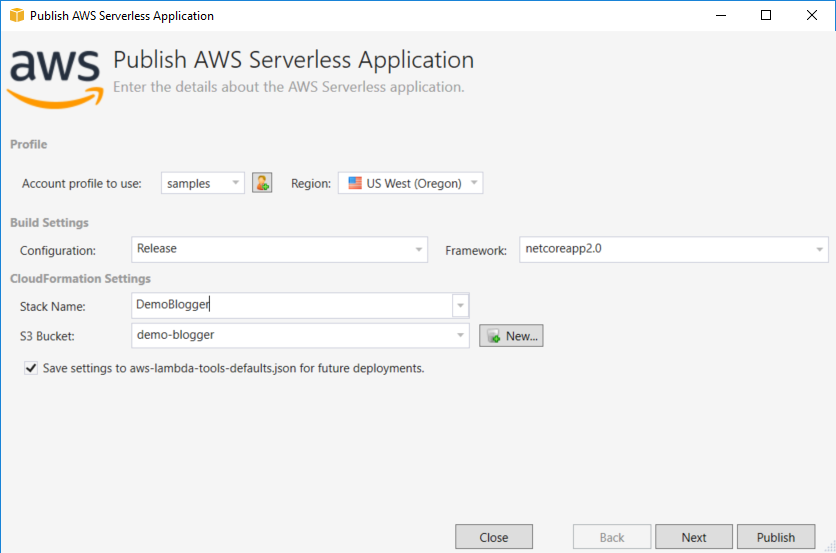 Publish AWS Serverless Application
aws
Publish AWS Serverless Application
Enter the details about the AWS Serverless application.
Profile
Account profile to use: samples Region: US West (Oregon)
Build Settings
Configuration: Release Framework: netcoreapp2.0
CloudFormation Settings
Stack Name: DemoBlogger
S3 Bucket: demo-blogger New...
Save settings to aws-lambda-tools-defaults.json for future deployments.
Close Back Next Publish